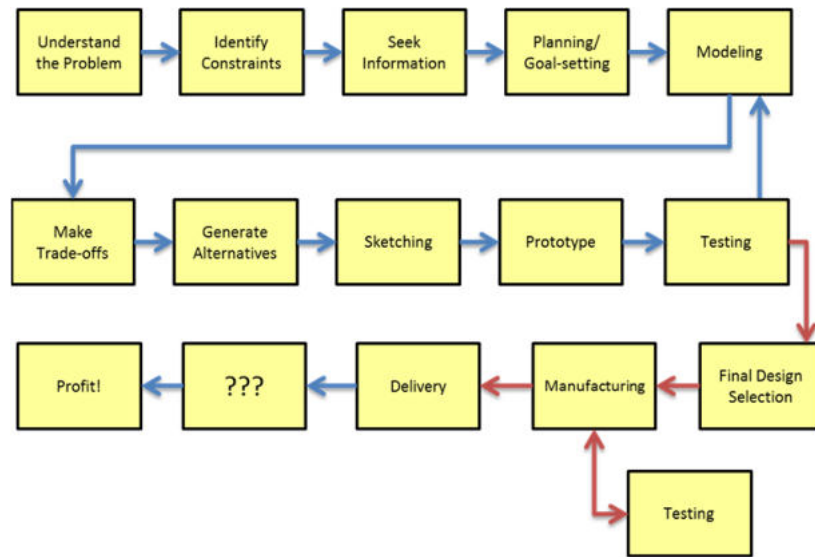 Understand
the Problem
Identify
Constraints
Seek
Information
Planning/
Goal-setting
Modeling
Make
Trade-offs
Generate
Alternatives
Sketching
Prototype
Testing
Profit!
???
Delivery
Manufacturing
Final Design
Selection
Testing